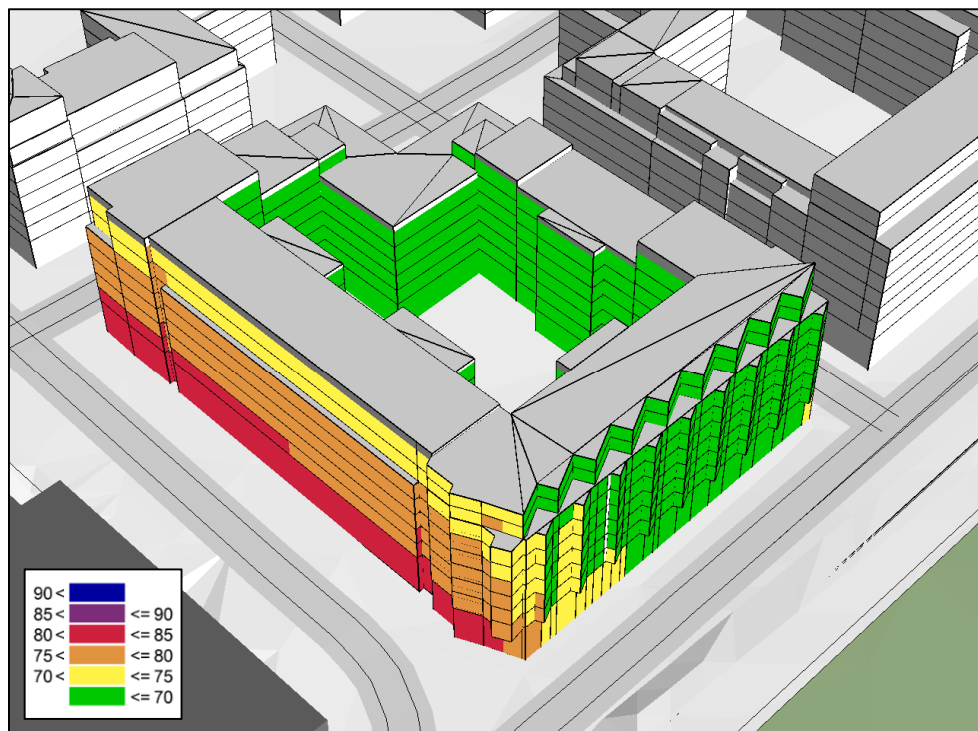 90 <
85 < <= 90
80 < <= 85
75 < <= 80
70 < <= 75
<= 70